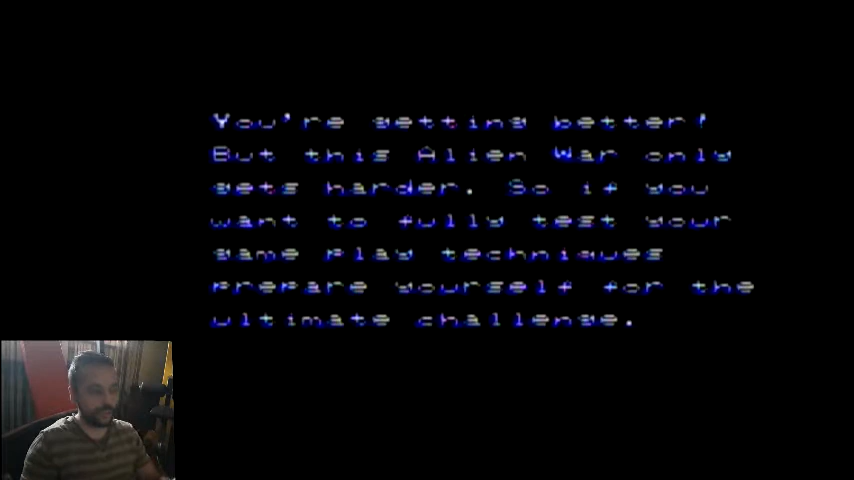 You're getting better!
But this Alien War only
gets harder. So if you
want to fully test your
game play techniques
prepare yourself for the
ultimate challenge.